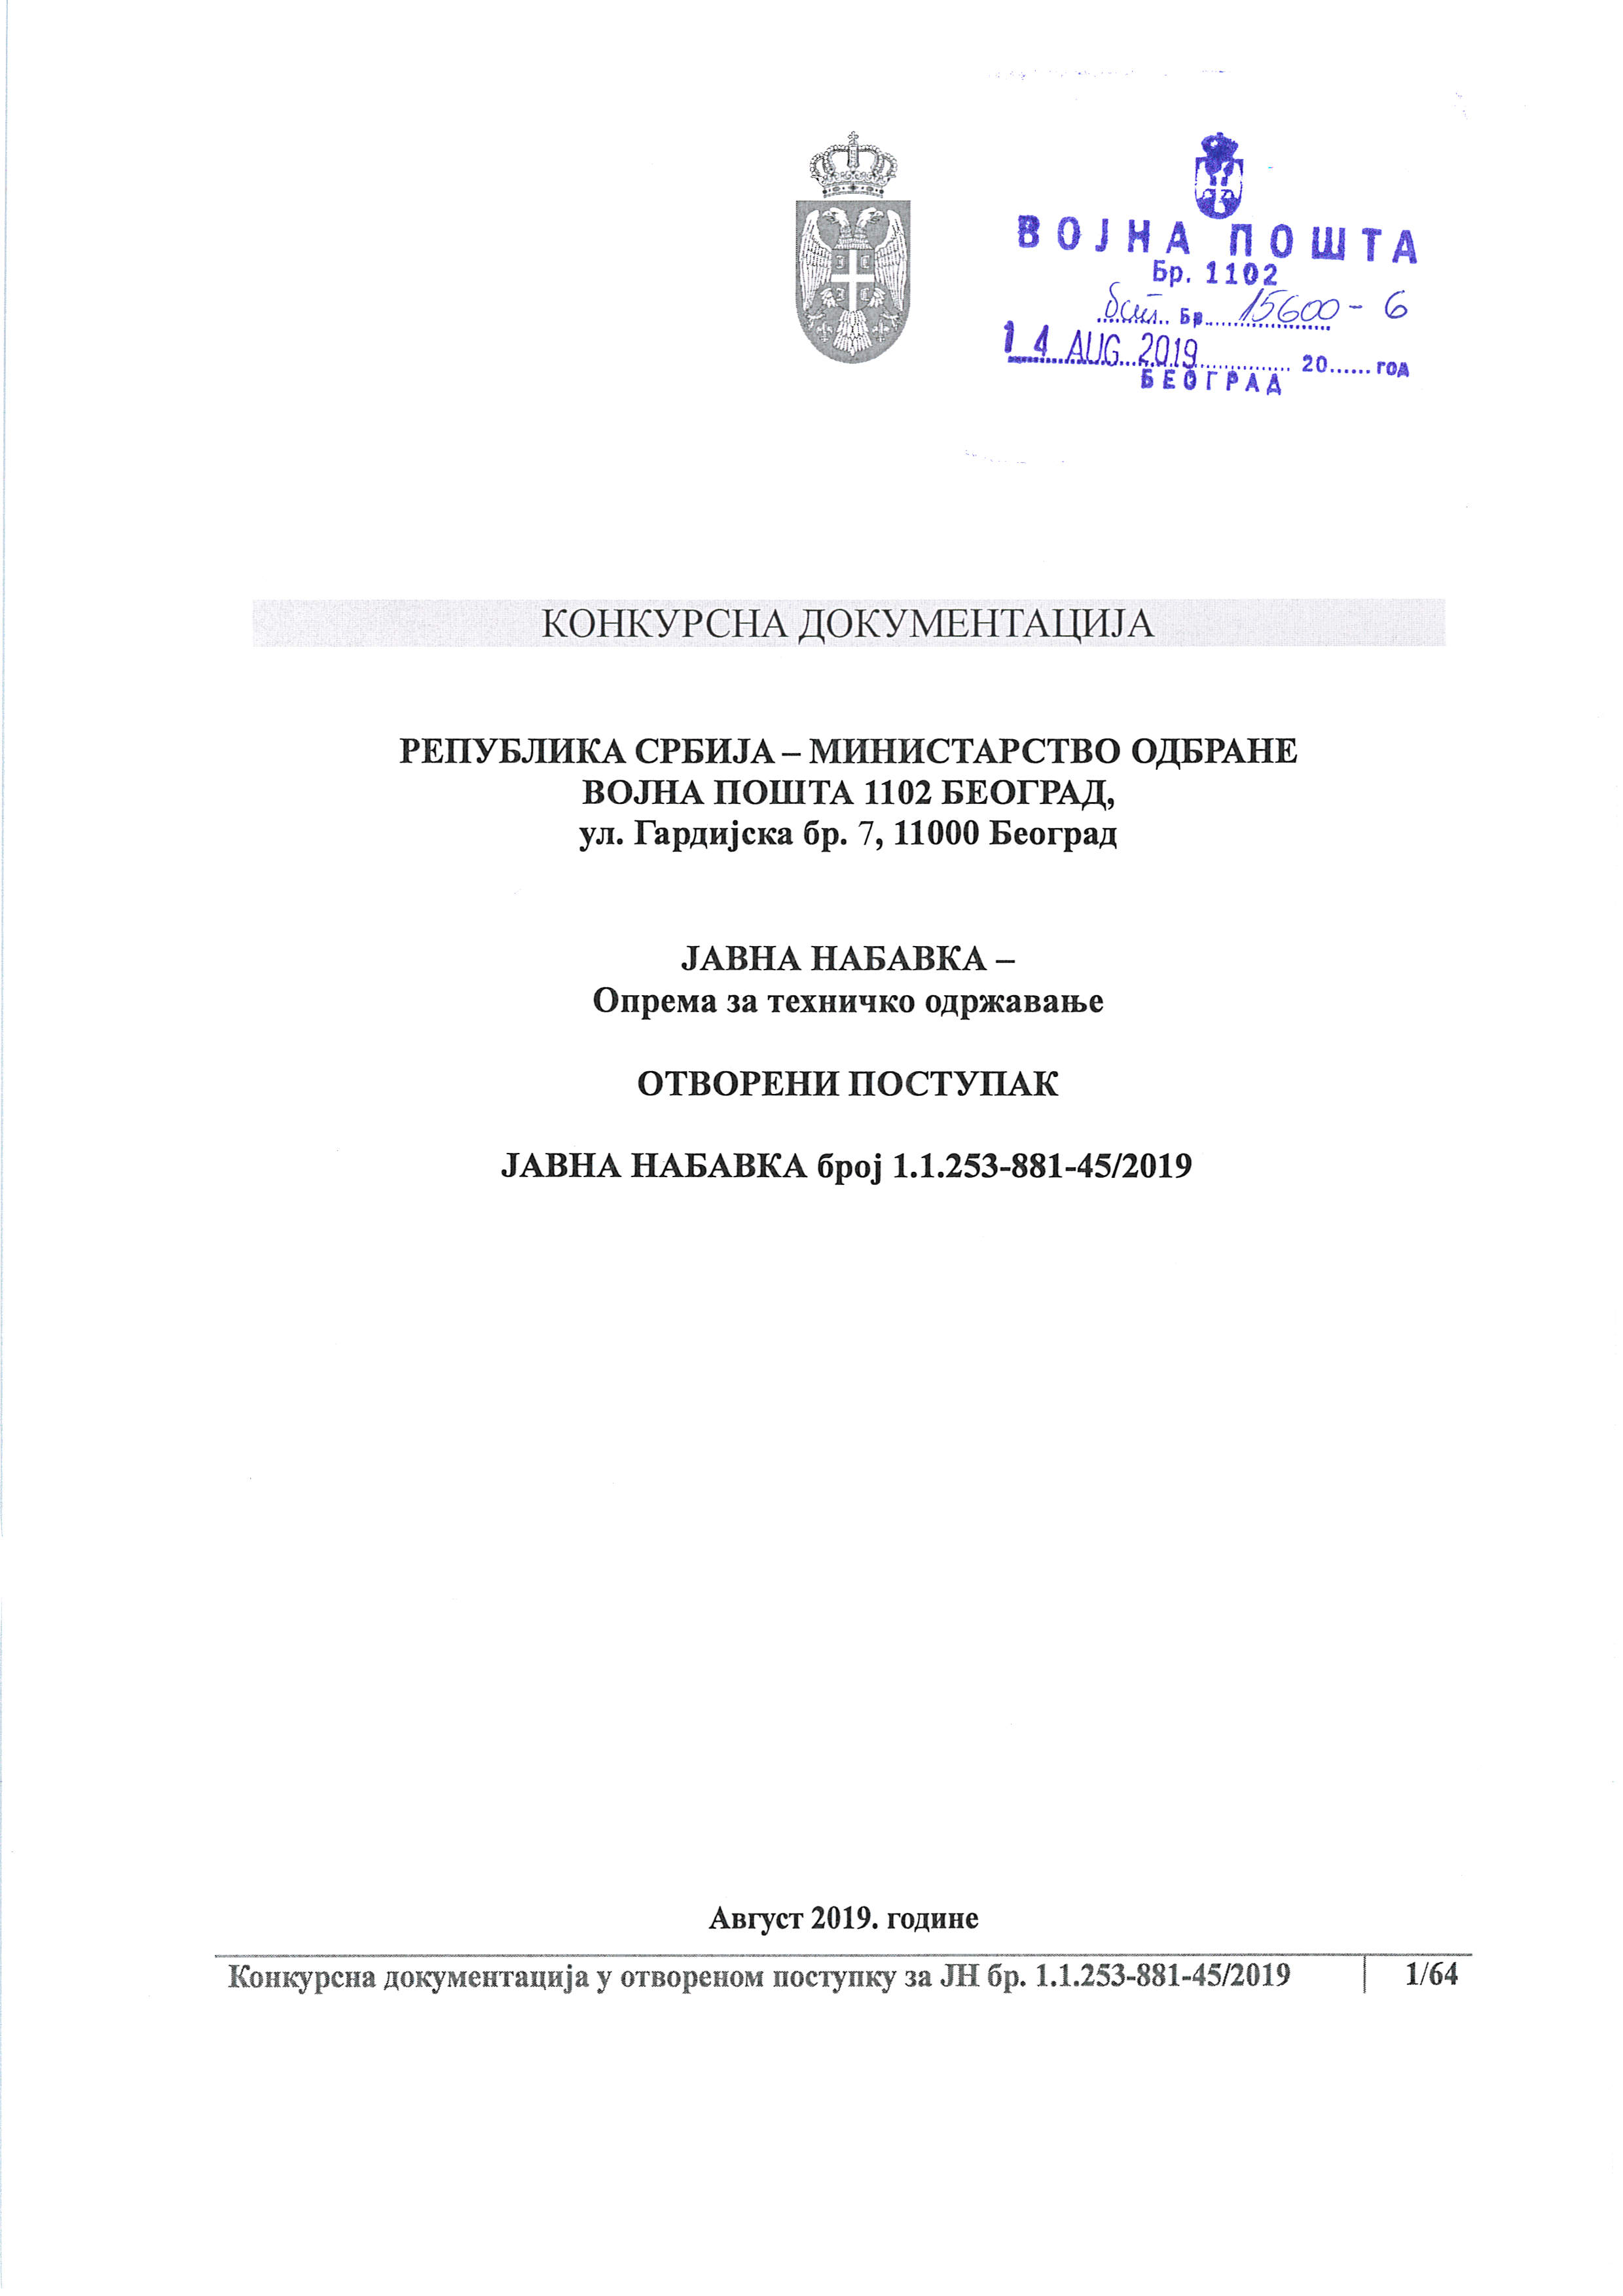 ВОЈНА ПОШТА
Бр. 1102
Бр. 15600-6
14 AUG 2019 20...... год
БЕОГРАД
КОНКУРСНА ДОКУМЕНТАЦИЈА
РЕПУБЛИКА СРБИЈА – МИНИСТАРСТВО ОДБРАНЕ
ВОЈНА ПОШТА 1102 БЕОГРАД,
ул. Гардијска бр. 7, 11000 Београд
ЈАВНА НАБАВКА –
Опрема за техничко одржавање
ОТВОРЕНИ ПОСТУПАК
ЈАВНА НАБАВКА број 1.1.253-881-45/2019
Август 2019. године
Конкурсна документација у отвореном поступку за ЈН бр. 1.1.253-881-45/2019 1/64